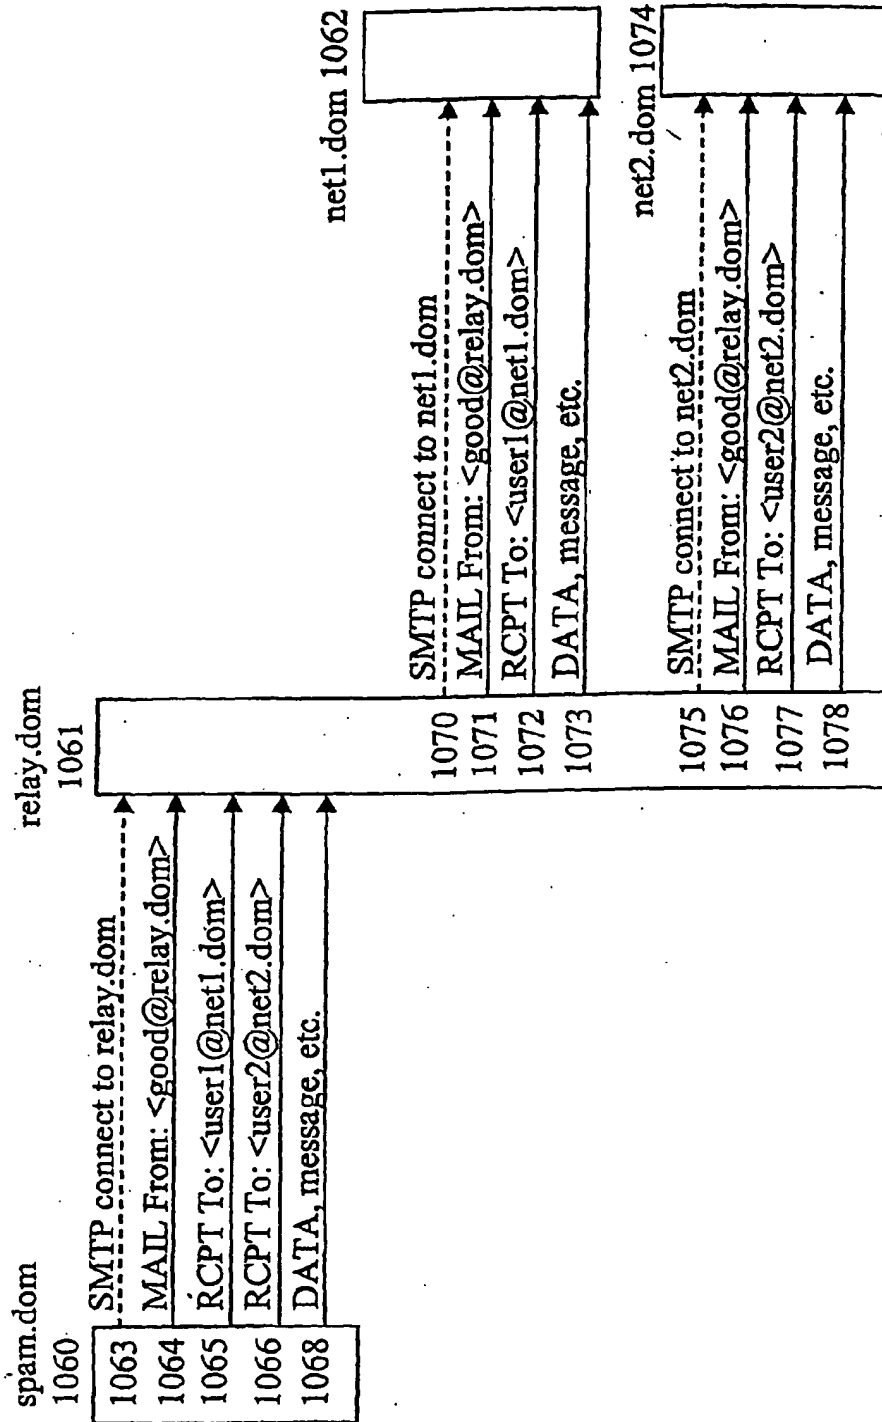 spam.dom
1060
1063 SMTP connect to relay.dom
1064 MAIL From: <good@relay.dom>
1065 RCPT To: <user1@net1.dom>
1066 RCPT To: <user2@net2.dom>
1068 DATA, message, etc.
relay.dom
1061
net1.dom 1062
1070 SMTP connect to net1.dom
1071 MAIL From: <good@relay.dom>
1072 RCPT To: <user1@net1.dom>
1073 DATA, message, etc.
net2.dom 1074
1075 SMTP connect to net2.dom
1076 MAIL From: <good@relay.dom>
1077 RCPT To: <user2@net2.dom>
1078 DATA, message, etc.